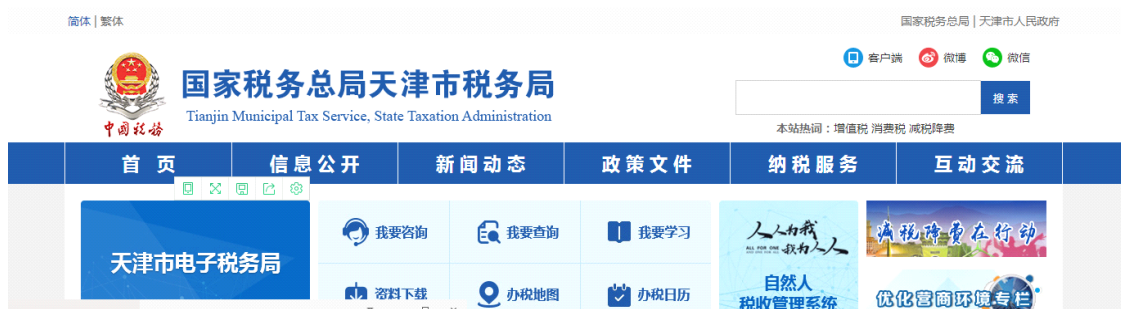 简体 | 繁体
国家税务总局 | 天津市人民政府
客户端 微博 微信
中国税务
国家税务总局天津市税务局
Tianjin Municipal Tax Service, State Taxation Administration
搜 索
本站热词：增值税 消费税 减税降费
首 页 信息公开 新闻动态 政策文件 纳税服务 互动交流
天津市电子税务局
我要咨询 我要查询 我要学习
资料下载 办税地图 办税日历
人人为我
ALL FOR ONE
我为人人
自然人
税收管理系统
减税降费在行动
优化营商环境专栏